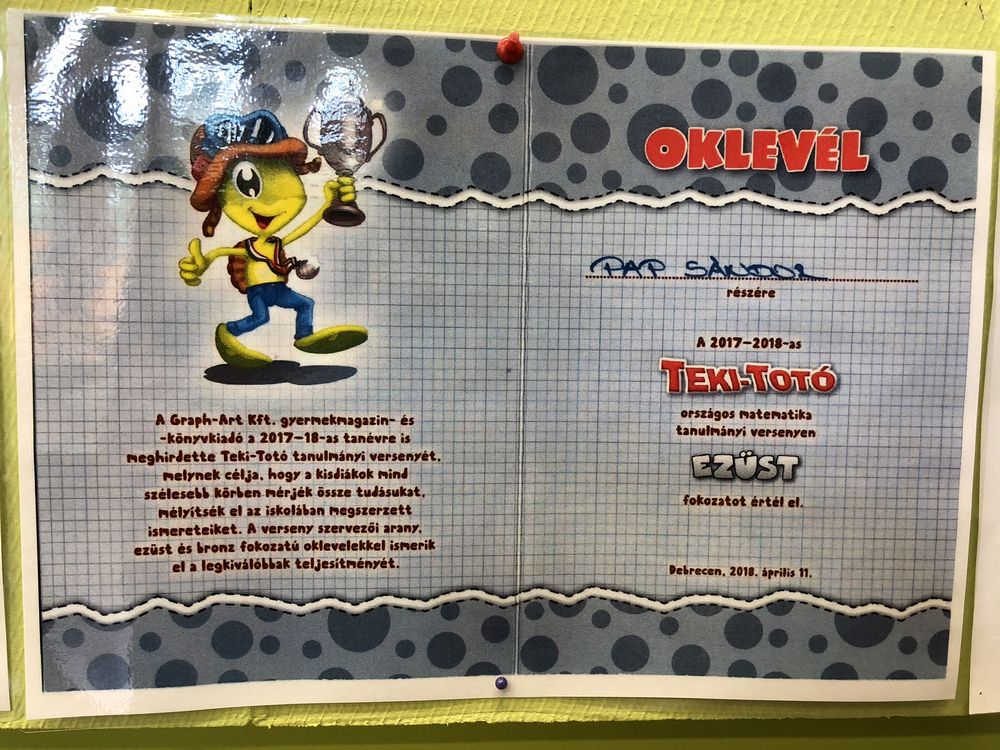 A Graph-Art Kft. gyermekmagazin- és
-könyvkiadó a 2017–18-as tanévre is
meghirdette Teki-Totó tanulmányi versenyét,
melynek célja, hogy a kisdiákok mind
szélesebb körben mérjék össze tudásukat,
mélyítsék el az iskolában megszerzett
ismereteiket. A verseny szervezői arany,
ezüst és bronz fokozatú oklevelekkel ismerik
el a legkiválóbbak teljesítményét.
OKLEVÉL
PAP SÁNDOR
részére
A 2017–2018-as
TEKI-TOTÓ
országos matematika
tanulmányi versenyen
EZÜST
fokozatot értél el.
Debrecen, 2018. április 11.